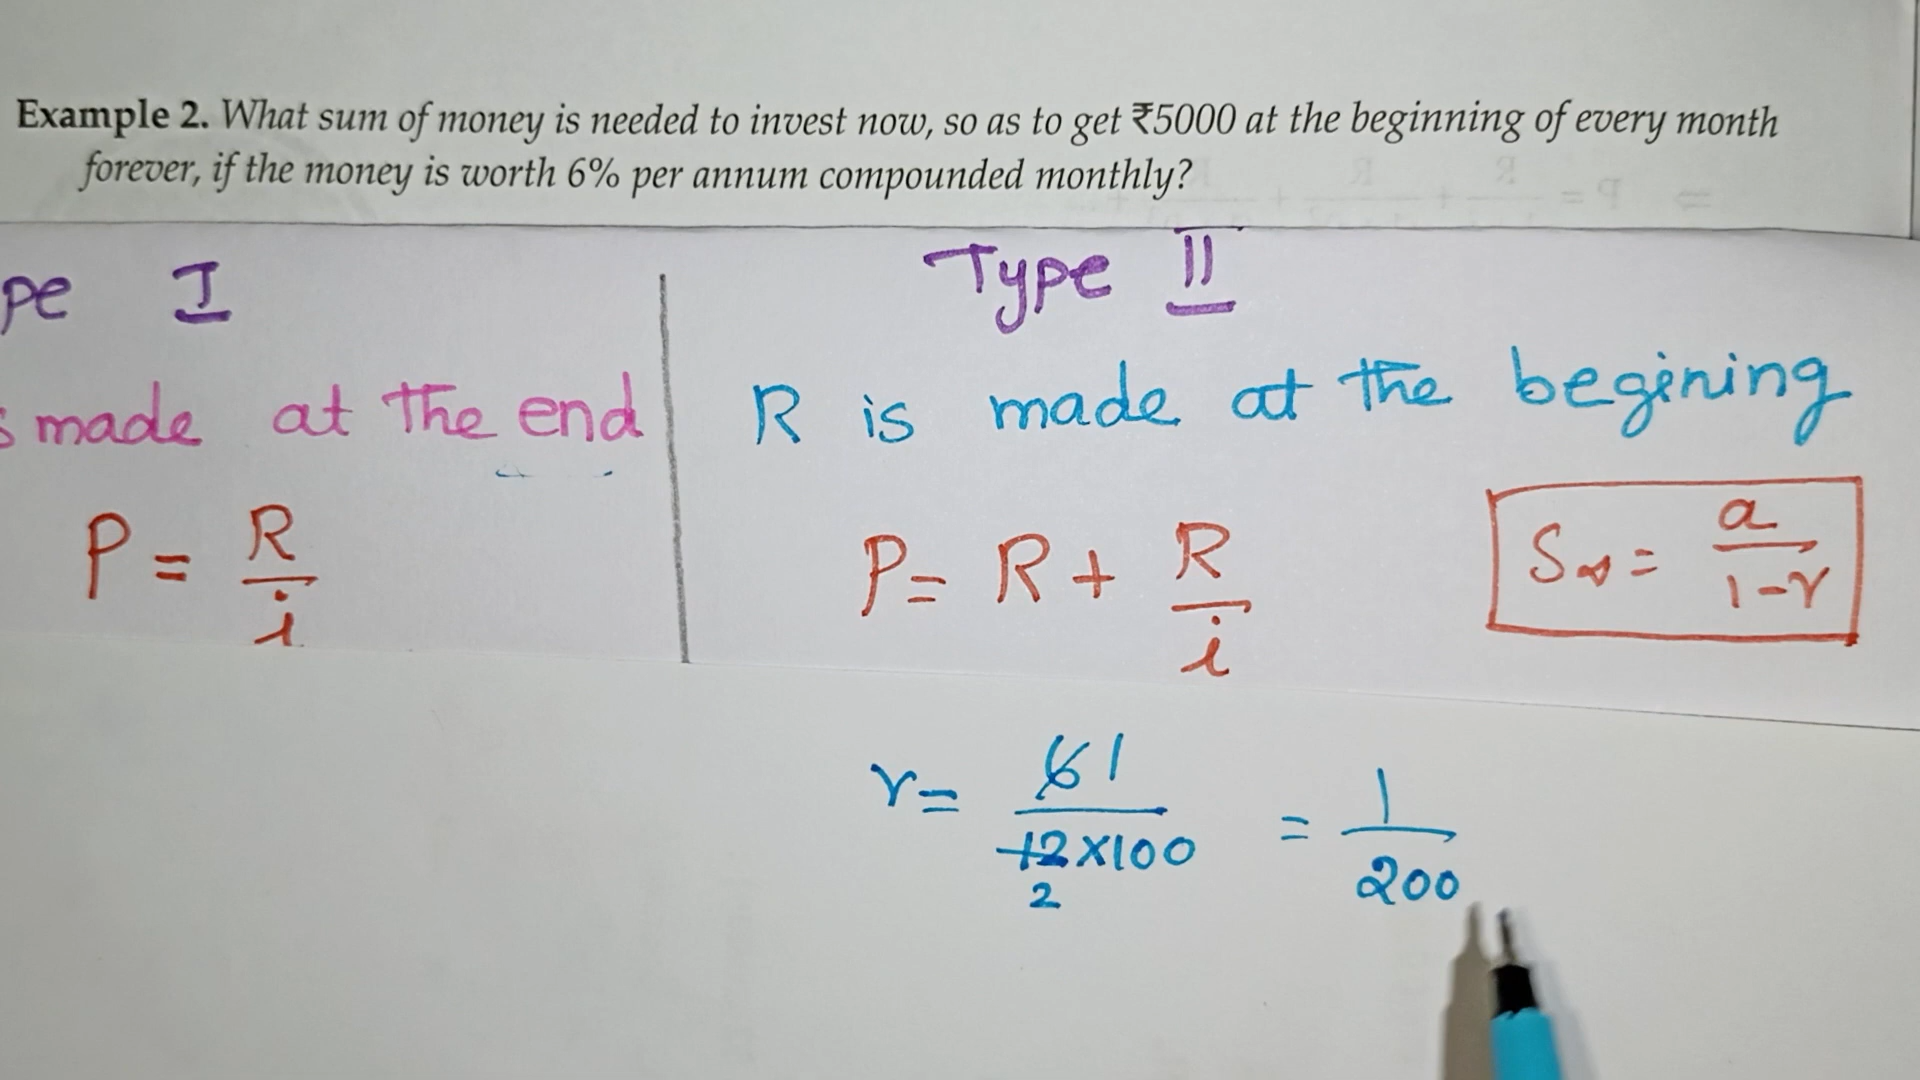 Example 2. What sum of money is needed to invest now, so as to get ₹5000 at the beginning of every month
forever, if the money is worth 6% per annum compounded monthly?
pe I
Type II
s made at the end
R is made at the begining
P = R/i
P = R + R/i
S∞ = a/1-r
r = 6 1/12×100 2 = 1/200